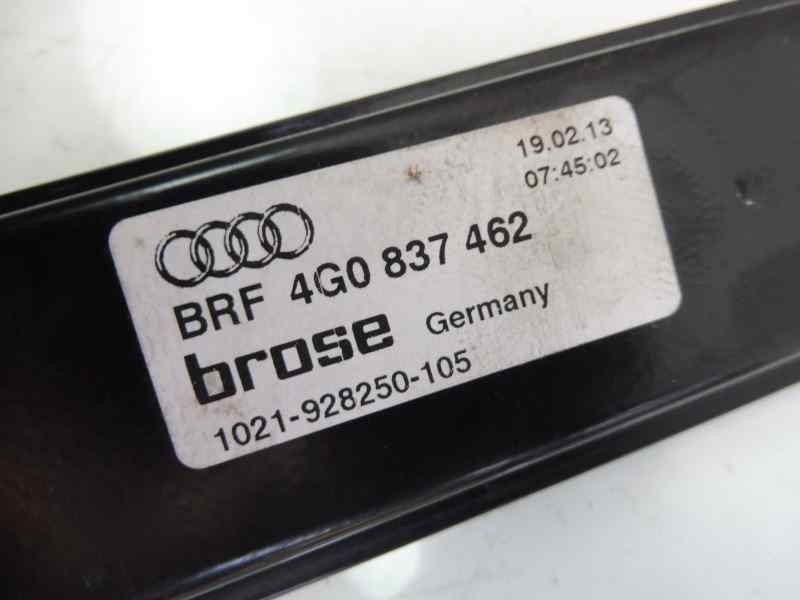 19.02.13
07:45:02
BRF 4G0 837 462
brose Germany
1021-928250-105